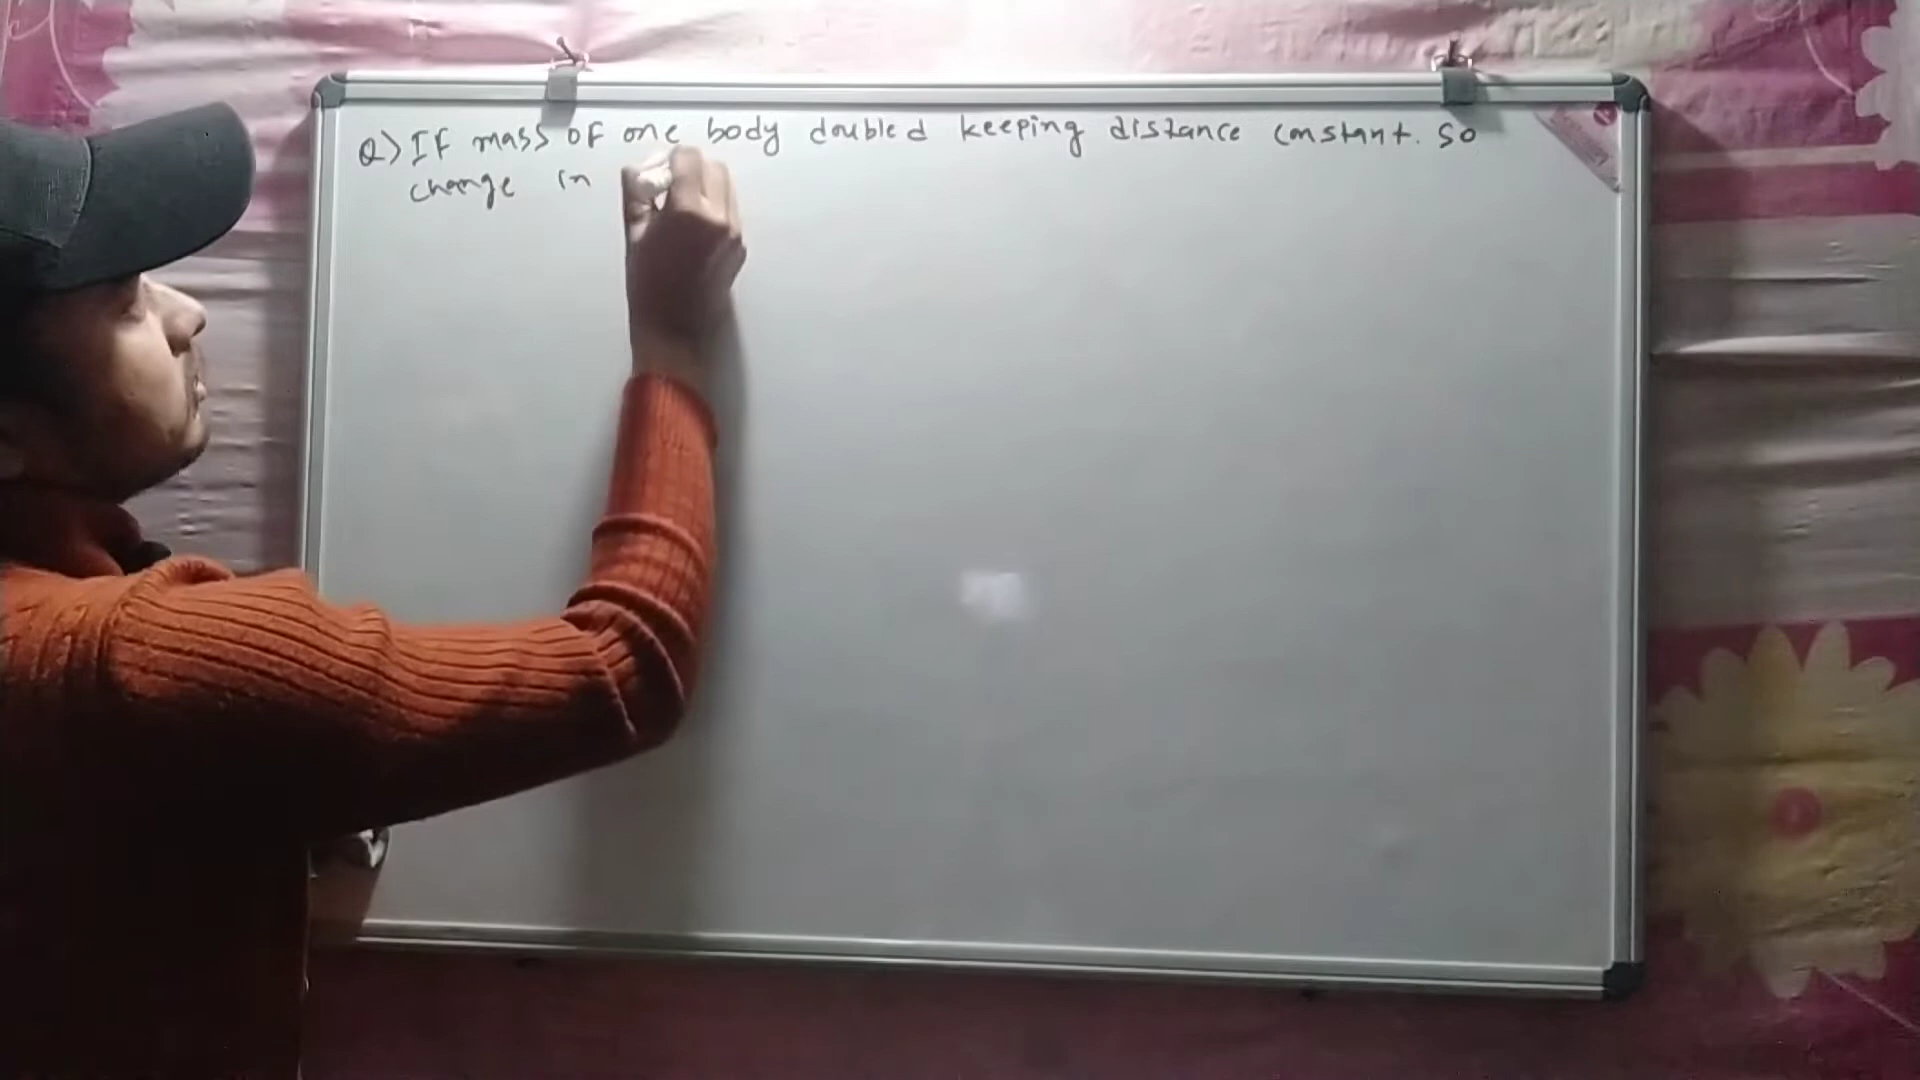 Q) If mass of one body doubled keeping distance constant. so
change in